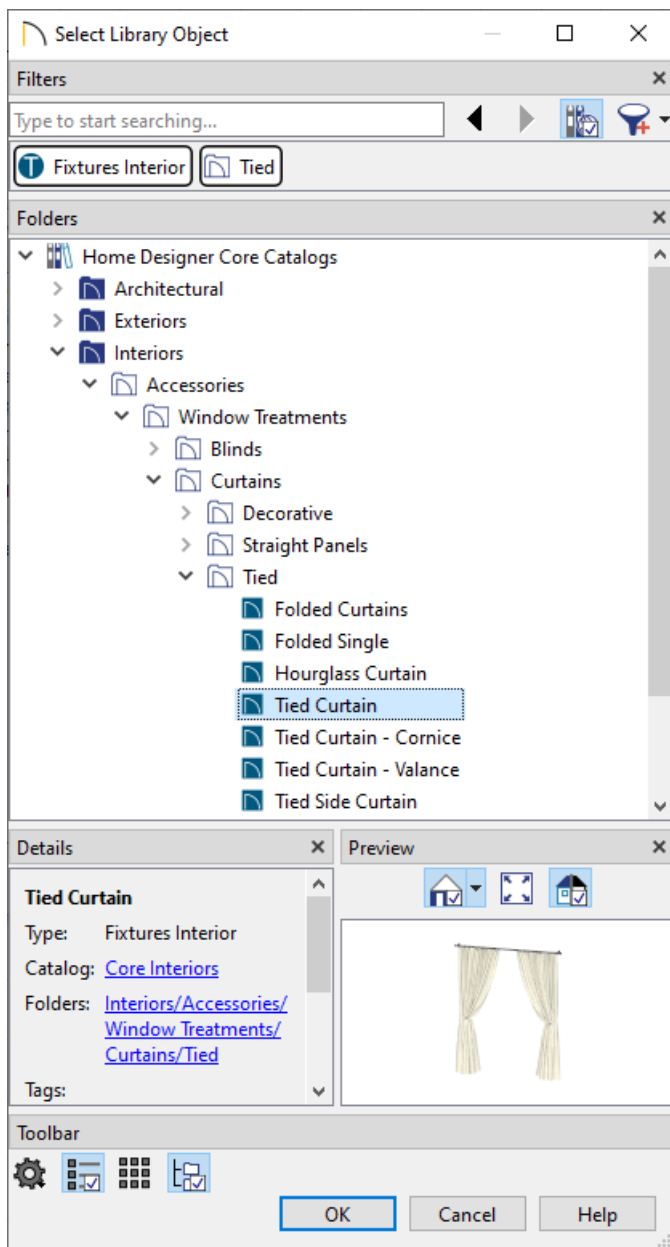 Select Library Object
Filters
Type to start searching...
Fixtures Interior
Tied
Folders
Home Designer Core Catalogs
Architectural
Exteriors
Interiors
Accessories
Window Treatments
Blinds
Curtains
Decorative
Straight Panels
Tied
Folded Curtains
Folded Single
Hourglass Curtain
Tied Curtain
Tied Curtain - Cornice
Tied Curtain - Valance
Tied Side Curtain
Details
Tied Curtain
Type: Fixtures Interior
Catalog: Core Interiors
Folders: Interiors/Accessories/
Window Treatments/
Curtains/Tied
Tags:
Preview
Toolbar
OK
Cancel
Help